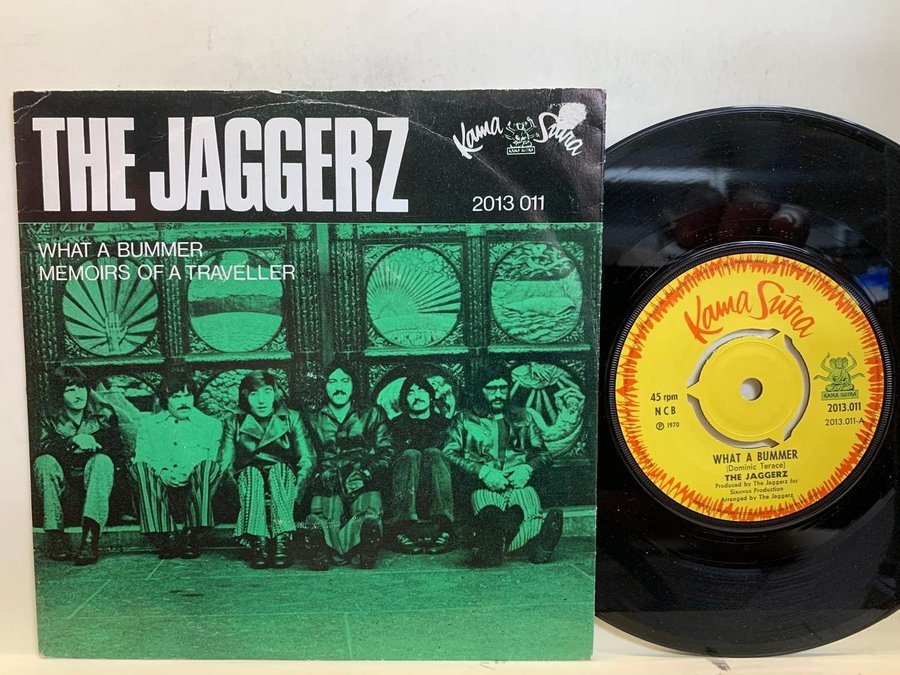 THE JAGGERZ
Kama Sutra
KAMA SUTRA
2013 011
WHAT A BUMMER
MEMOIRS OF A TRAVELLER
Kama Sutra
KAMA SUTRA
45 rpm
NCB
℗ 1970
2013.011
2013.011-A
WHAT A BUMMER
(Dominic Terace)
THE JAGGERZ
Produced by The Jaggerz for
Sixuvus Production
Arranged by The Jaggerz